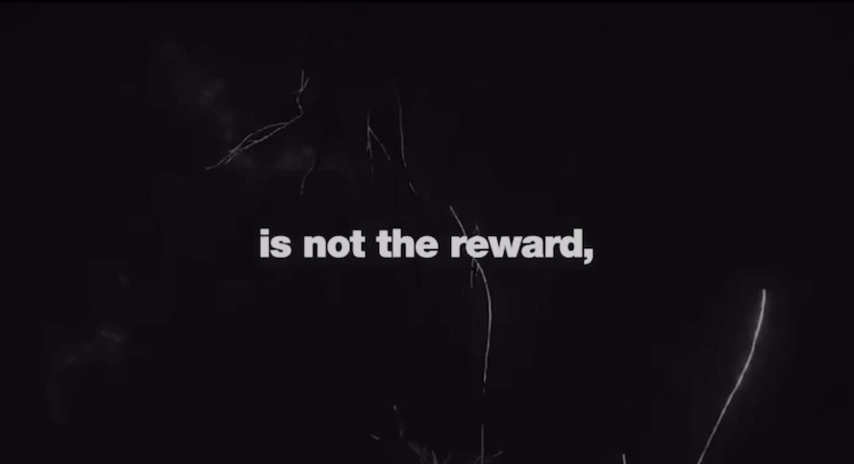 is not the reward,